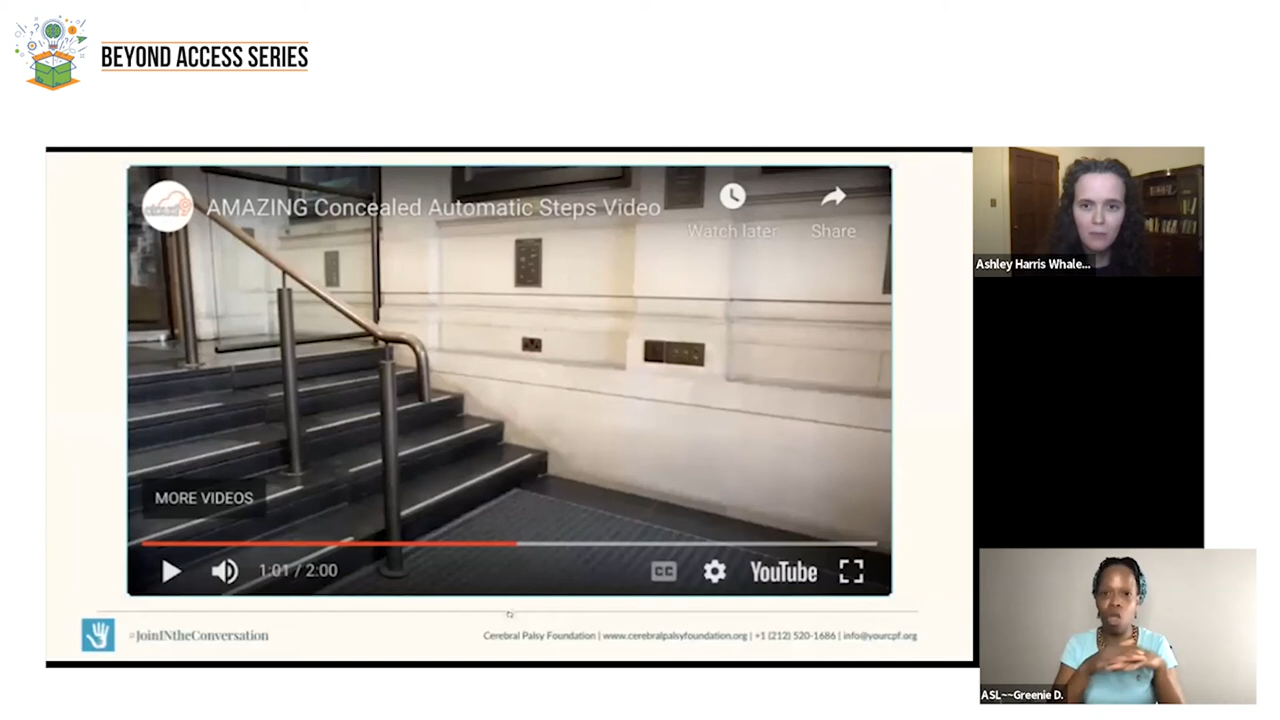 BEYOND ACCESS SERIES
AMAZING Concealed Automatic Steps Video
Watch later
Share
Ashley Harris Whale...
MORE VIDEOS
1:01 / 2:00
CC
YouTube
#JoinINtheConversation
Cerebral Palsy Foundation | www.cerebralpalsyfoundation.org | +1 (212) 520-1686 | info@yourcpf.org
ASL~~Greenie D.